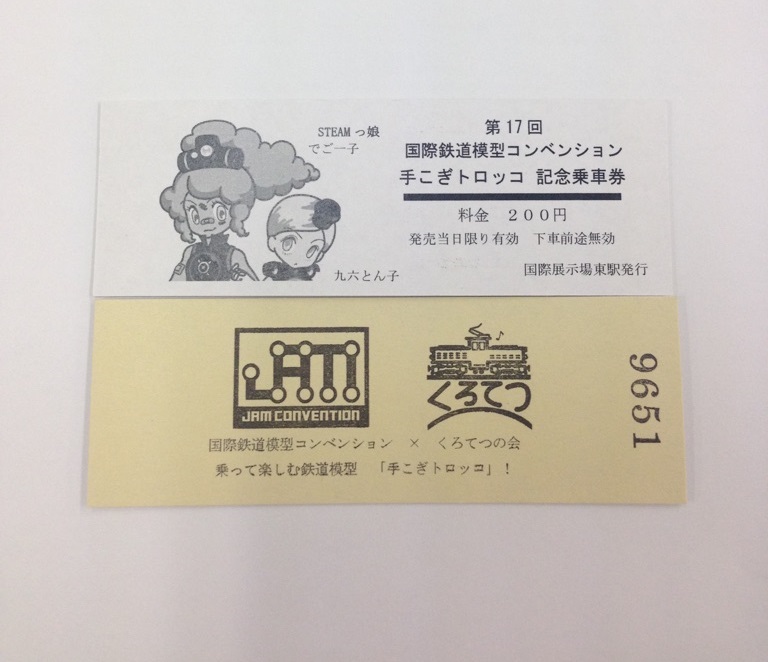 STEAMっ娘
でご一子
九六とん子
第17回
国際鉄道模型コンベンション
手こぎトロッコ 記念乗車券
料金 200円
発売当日限り有効 下車前途無効
国際展示場東駅発行
JAM
JAM CONVENTION
くろてつ
国際鉄道模型コンベンション × くろてつの会
乗って楽しむ鉄道模型 「手こぎトロッコ」!
9651